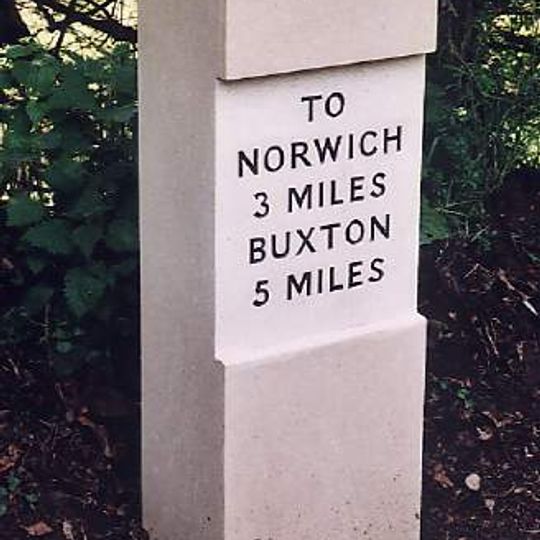 TO
NORWICH
3 MILES
BUXTON
5 MILES